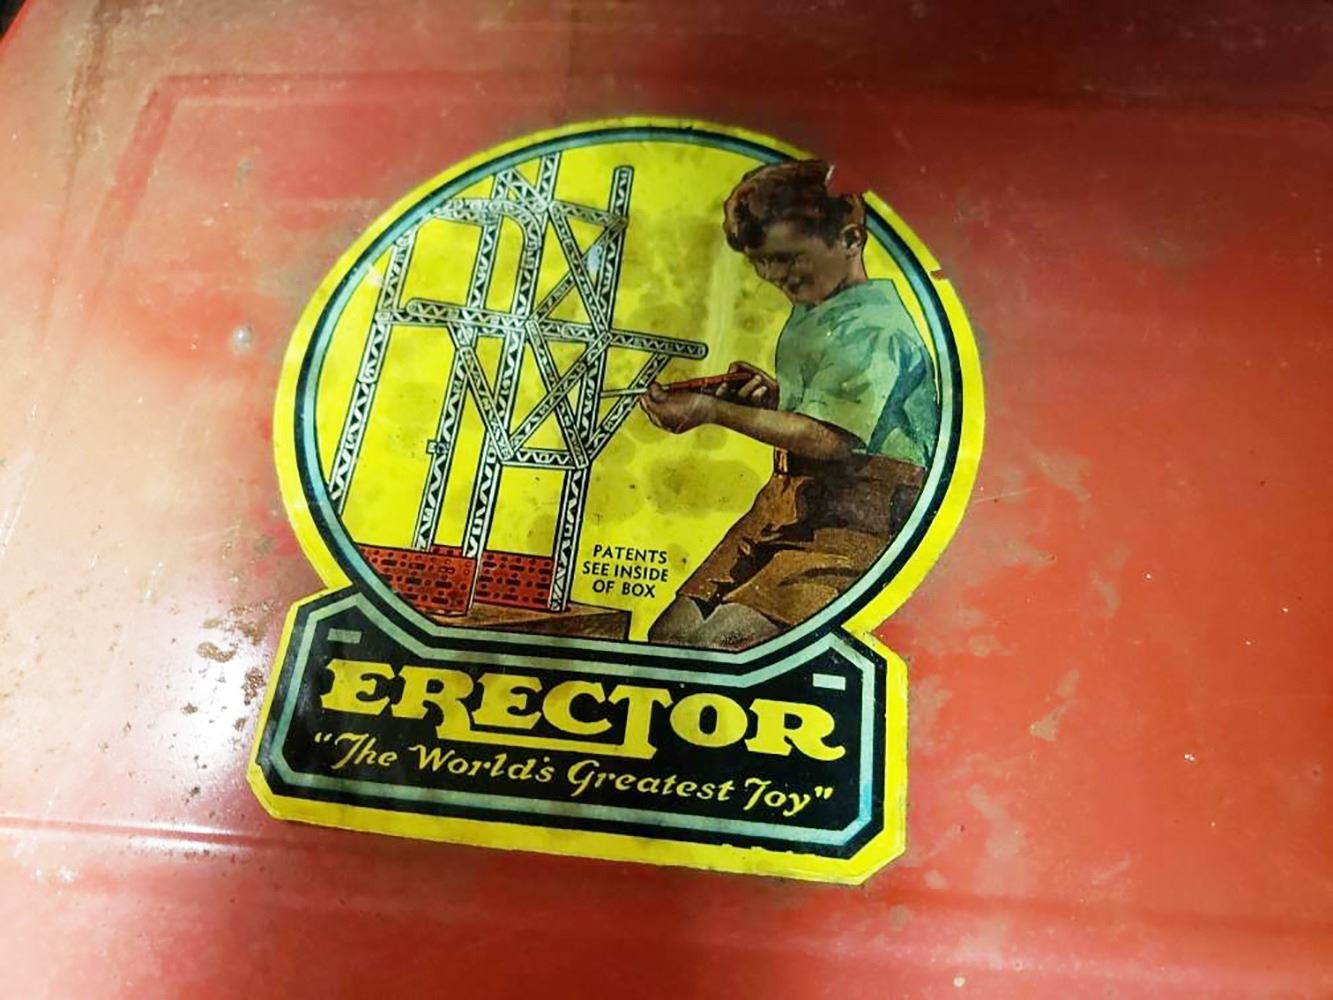 PATENTS
SEE INSIDE
OF BOX
ERECTOR
“The World's Greatest Toy”